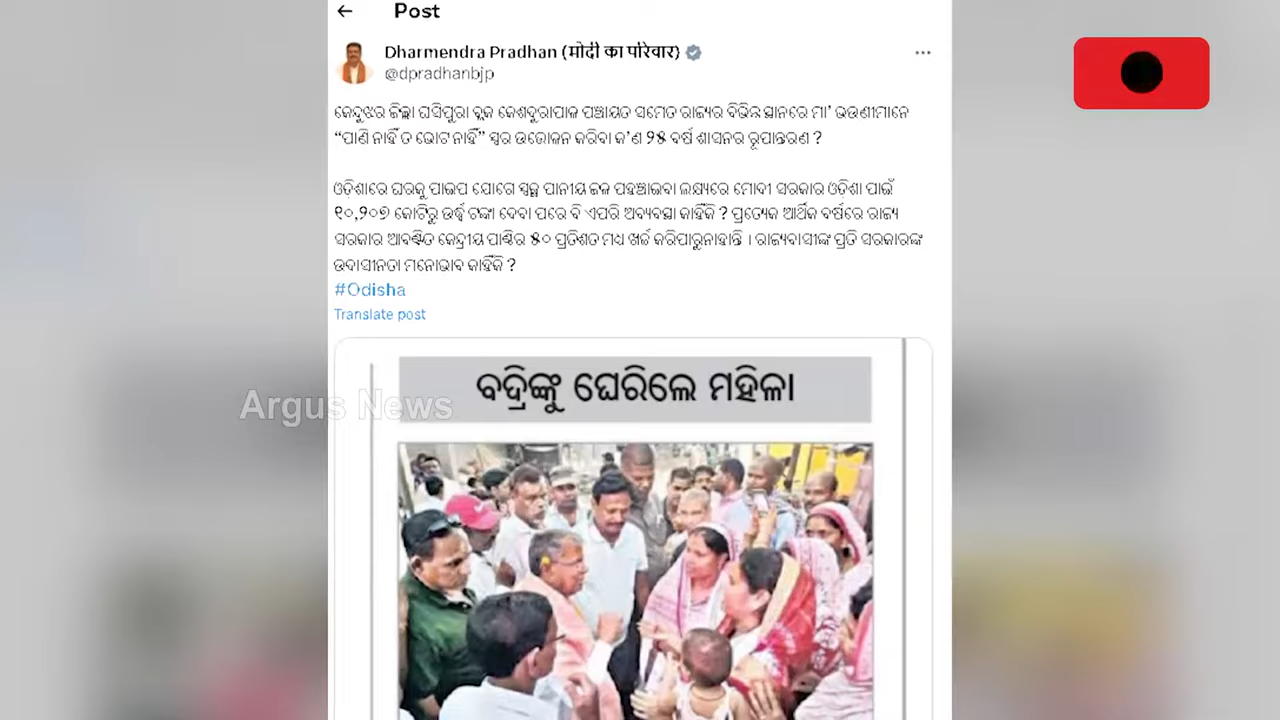 Post
Dharmendra Pradhan (मोदी का परिवार)
@dpradhanbjp
କେନ୍ଦୁଝର ଜିଲ୍ଲା ଘସିପୁରା ବ୍ଲକ କେଶଦୁରାପାଳ ପଞ୍ଚାୟତ ସମେତ ରାଜ୍ୟର ବିଭିନ୍ନ ସ୍ଥାନରେ ମା' ଭଉଣୀମାନେ
"ପାଣି ନାହିଁ ତ ଭୋଟ ନାହିଁ" ସ୍ୱର ଉତ୍ତୋଳନ କରିବା କ'ଣ ୨୫ ବର୍ଷ ଶାସନର ରୂପାନ୍ତରଣ ?
ଓଡ଼ିଶାରେ ଘରକୁ ପାଇପ ଯୋଗେ ସ୍ୱଚ୍ଛ ପାନୀୟ ଜଳ ପହଞ୍ଚାଇବା ଲକ୍ଷ୍ୟରେ ମୋଦୀ ସରକାର ଓଡ଼ିଶା ପାଇଁ
୧୦,୨୦୭ କୋଟିରୁ ଉର୍ଦ୍ଧ୍ୱ ଟଙ୍କା ଦେବା ପରେ ବି ଏପରି ଅବ୍ୟବସ୍ଥା କାହିଁକି ? ପ୍ରତ୍ୟେକ ଆର୍ଥିକ ବର୍ଷରେ ରାଜ୍ୟ
ସରକାର ଆବଣ୍ଟିତ କେନ୍ଦ୍ରୀୟ ପାଣ୍ଠିର ୫୦ ପ୍ରତିଶତ ମଧ୍ୟ ଖର୍ଚ୍ଚ କରିପାରୁନାହାନ୍ତି । ରାଜ୍ୟବାସୀଙ୍କ ପ୍ରତି ସରକାରଙ୍କ
ଉଦାସୀନତା ମନୋଭାବ କାହିଁକି ?
#Odisha
Translate post
ବଦ୍ରିଙ୍କୁ ଘେରିଲେ ମହିଳା
Argus News